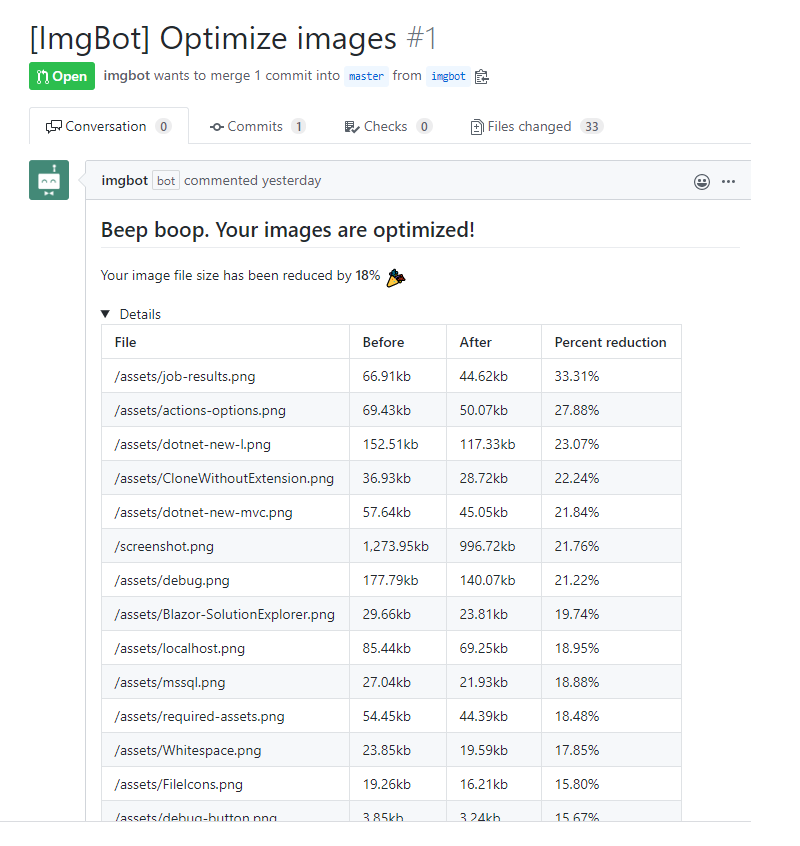 [ImgBot] Optimize images #1
Open imgbot wants to merge 1 commit into master from imgbot
Conversation 0 Commits 1 Checks 0 Files changed 33
imgbot bot commented yesterday
Beep boop. Your images are optimized!
Your image file size has been reduced by 18%
Details
File Before After Percent reduction
/assets/job-results.png 66.91kb 44.62kb 33.31%
/assets/actions-options.png 69.43kb 50.07kb 27.88%
/assets/dotnet-new-l.png 152.51kb 117.33kb 23.07%
/assets/CloneWithoutExtension.png 36.93kb 28.72kb 22.24%
/assets/dotnet-new-mvc.png 57.64kb 45.05kb 21.84%
/screenshot.png 1,273.95kb 996.72kb 21.76%
/assets/debug.png 177.79kb 140.07kb 21.22%
/assets/Blazor-SolutionExplorer.png 29.66kb 23.81kb 19.74%
/assets/localhost.png 85.44kb 69.25kb 18.95%
/assets/mssql.png 27.04kb 21.93kb 18.88%
/assets/required-assets.png 54.45kb 44.39kb 18.48%
/assets/Whitespace.png 23.85kb 19.59kb 17.85%
/assets/FileIcons.png 19.26kb 16.21kb 15.80%
/assets/debug-button.png 3.85kb 3.24kb 15.67%